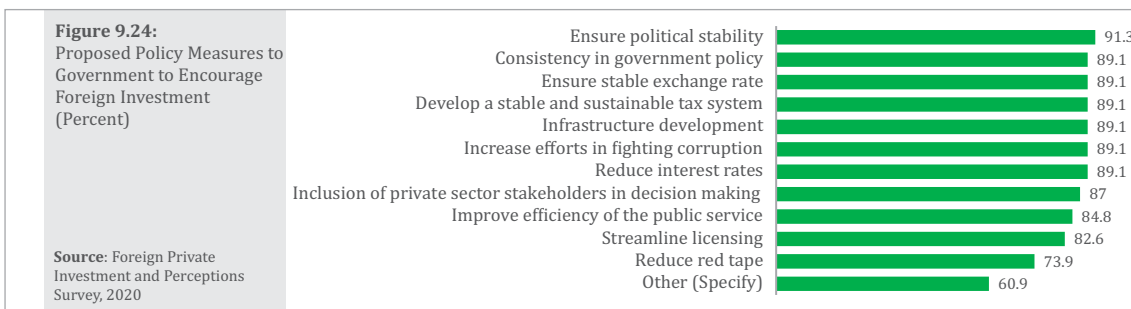 Figure 9.24:
Proposed Policy Measures to
Government to Encourage
Foreign Investment
(Percent)
Source: Foreign Private
Investment and Perceptions
Survey, 2020
Ensure political stability 91.3
Consistency in government policy 89.1
Ensure stable exchange rate 89.1
Develop a stable and sustainable tax system 89.1
Infrastructure development 89.1
Increase efforts in fighting corruption 89.1
Reduce interest rates 89.1
Inclusion of private sector stakeholders in decision making 87
Improve efficiency of the public service 84.8
Streamline licensing 82.6
Reduce red tape 73.9
Other (Specify) 60.9